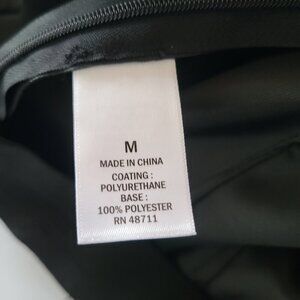 M
MADE IN CHINA
COATING :
POLYURETHANE
BASE :
100% POLYESTER
RN 48711